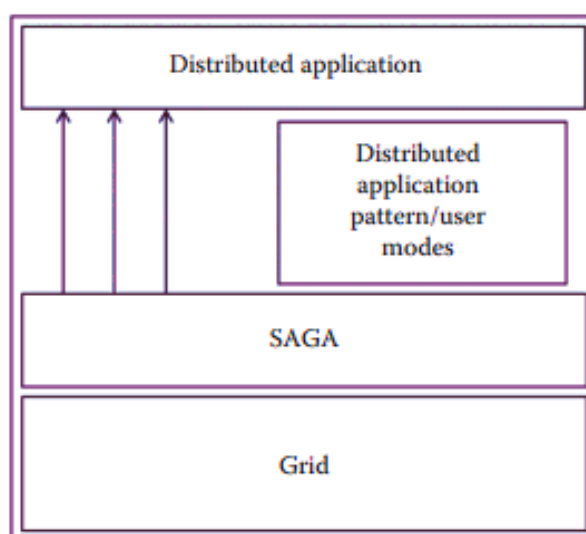 Distributed application
Distributed
application
pattern/user
modes
SAGA
Grid